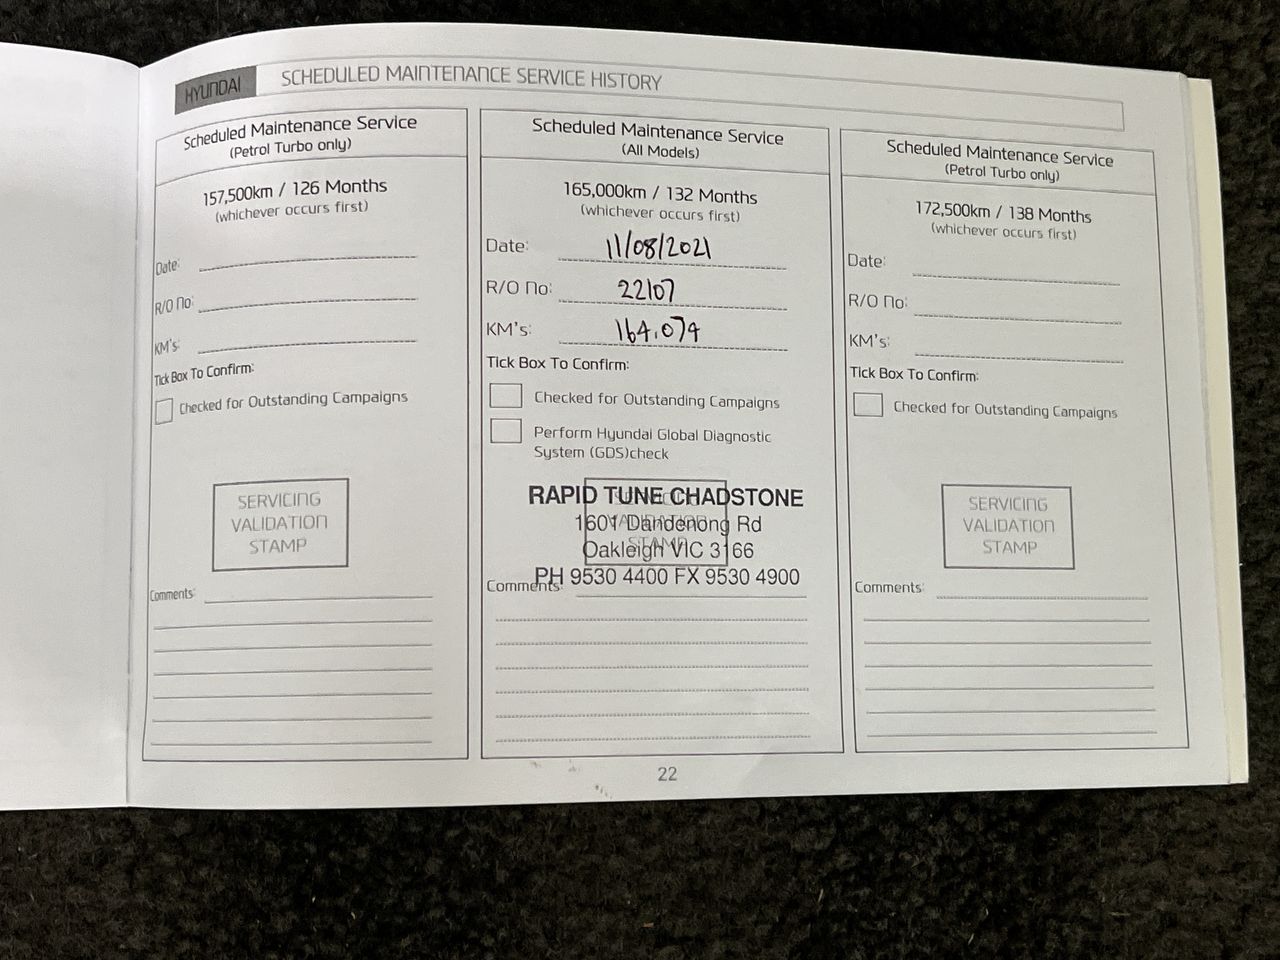 HYUNDAI
SCHEDULED MAINTENANCE SERVICE HISTORY
Scheduled Maintenance Service
(Petrol Turbo only)
157,500km / 126 Months
(whichever occurs first)
Date:
R/O No:
KM's:
Tick Box To Confirm:
Checked for Outstanding Campaigns
SERVICING
VALIDATION
STAMP
Comments:
Scheduled Maintenance Service
(All Models)
165,000km / 132 Months
(whichever occurs first)
Date: 11/08/2021
R/O No: 22107
KM's: 164,074
Tick Box To Confirm:
Checked for Outstanding Campaigns
Perform Hyundai Global Diagnostic
System (GDS)check
SERVICING
VALIDATION
STAMP
RAPID TUNE CHADSTONE
1601 Dandenong Rd
Oakleigh VIC 3166
PH 9530 4400 FX 9530 4900
Comments:
Scheduled Maintenance Service
(Petrol Turbo only)
172,500km / 138 Months
(whichever occurs first)
Date:
R/O No:
KM's:
Tick Box To Confirm:
Checked for Outstanding Campaigns
SERVICING
VALIDATION
STAMP
Comments:
22